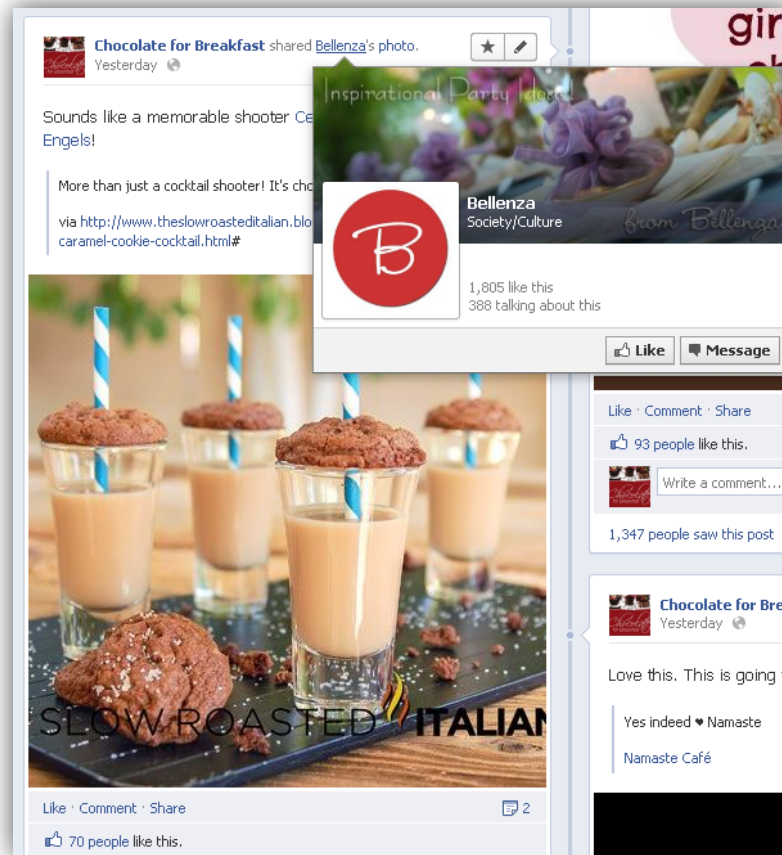 Chocolate for Breakfast shared Bellenza's photo.
Yesterday
Sounds like a memorable shooter Ce
Engels!
More than just a cocktail shooter! It's cho
via http://www.theslowroasteditalian.blo
caramel-cookie-cocktail.html#
Inspirational Party Ideas
Bellenza
Society/Culture
from Bellenza
B
1,805 like this
388 talking about this
Like Message
SLOW ROASTED ITALIAN
Like · Comment · Share 2
70 people like this.
gir
Like · Comment · Share
93 people like this.
Chocolate
Write a comment...
1,347 people saw this post
Chocolate for Bre
Yesterday
Love this. This is going
Yes indeed ♥ Namaste
Namaste Café